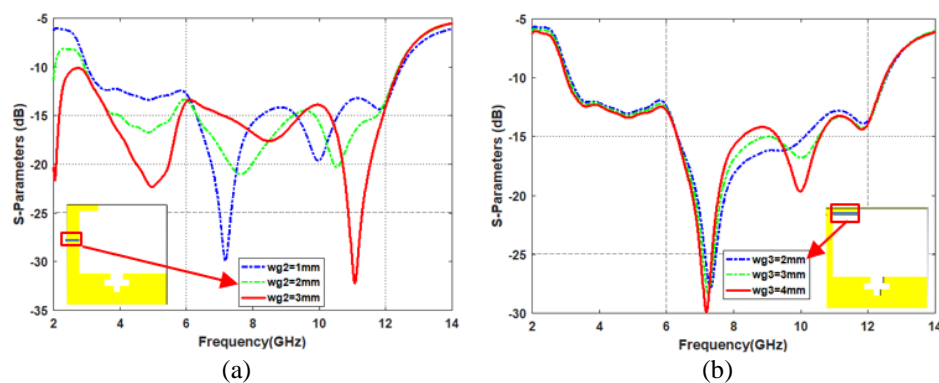 -5
-10
-15
-20
-25
-30
-35
S-Parameters (dB)
wg2=1mm
wg2=2mm
wg2=3mm
2 4 6 8 10 12 14
Frequency(GHz)
(a)
-5
-10
-15
-20
-25
-30
S-Parameters (dB)
wg3=2mm
wg3=3mm
wg3=4mm
2 4 6 8 10 12 14
Frequency(GHz)
(b)